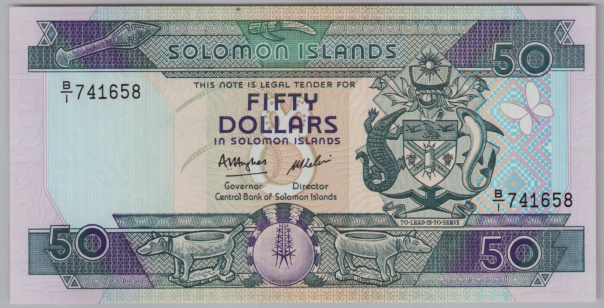 SOLOMON ISLANDS
50
B/1 741658
THIS NOTE IS LEGAL TENDER FOR
FIFTY
DOLLARS
IN SOLOMON ISLANDS
Governor Director
Central Bank of Solomon Islands
B/1 741658
TO·LEAD·IS·TO·SERVE
50
50